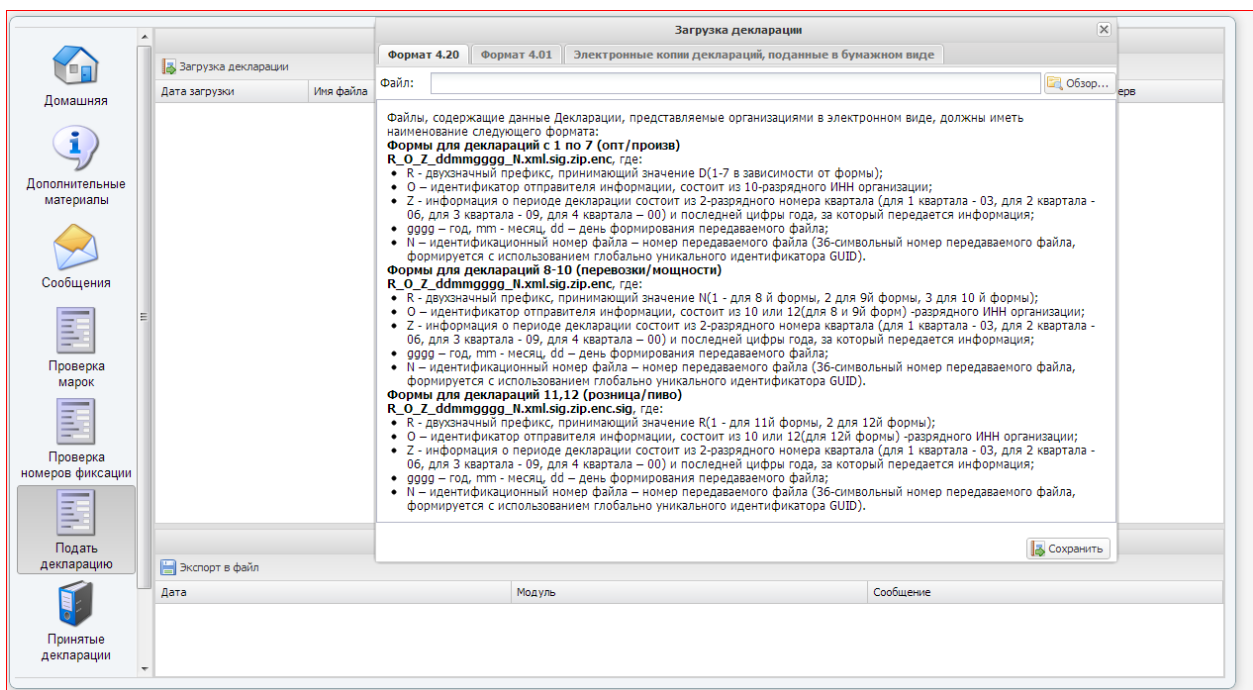 Домашняя
Дополнительные
материалы
Сообщения
Проверка
марок
Проверка
номеров фиксации
Подать
декларацию
Принятые
декларации
Загрузка декларации
Дата загрузки
Имя файла
ерв
Загрузка декларации
Формат 4.20
Формат 4.01
Электронные копии деклараций, поданные в бумажном виде
Файл:
Обзор...
Файлы, содержащие данные Декларации, представляемые организациями в электронном виде, должны иметь
наименование следующего формата:
Формы для деклараций с 1 по 7 (опт/произв)
R_O_Z_ddmmgggg_N.xml.sig.zip.enc, где:
• R - двухзначный префикс, принимающий значение D(1-7 в зависимости от формы);
• O – идентификатор отправителя информации, состоит из 10-разрядного ИНН организации;
• Z - информация о периоде декларации состоит из 2-разрядного номера квартала (для 1 квартала - 03, для 2 квартала -
06, для 3 квартала - 09, для 4 квартала – 00) и последней цифры года, за который передается информация;
• gggg – год, mm - месяц, dd – день формирования передаваемого файла;
• N – идентификационный номер файла – номер передаваемого файла (36-символьный номер передаваемого файла,
формируется с использованием глобально уникального идентификатора GUID).
Формы для деклараций 8-10 (перевозки/мощности)
R_O_Z_ddmmgggg_N.xml.sig.zip.enc, где:
• R - двухзначный префикс, принимающий значение N(1 - для 8 й формы, 2 для 9й формы, 3 для 10 й формы);
• O – идентификатор отправителя информации, состоит из 10 или 12(для 8 и 9й форм) -разрядного ИНН организации;
• Z - информация о периоде декларации состоит из 2-разрядного номера квартала (для 1 квартала - 03, для 2 квартала -
06, для 3 квартала - 09, для 4 квартала – 00) и последней цифры года, за который передается информация;
• gggg – год, mm - месяц, dd – день формирования передаваемого файла;
• N – идентификационный номер файла – номер передаваемого файла (36-символьный номер передаваемого файла,
формируется с использованием глобально уникального идентификатора GUID).
Формы для деклараций 11,12 (розница/пиво)
R_O_Z_ddmmgggg_N.xml.sig.zip.enc.sig, где:
• R - двухзначный префикс, принимающий значение R(1 - для 11й формы, 2 для 12й формы);
• O – идентификатор отправителя информации, состоит из 10 или 12(для 12й формы) -разрядного ИНН организации;
• Z - информация о периоде декларации состоит из 2-разрядного номера квартала (для 1 квартала - 03, для 2 квартала -
06, для 3 квартала - 09, для 4 квартала – 00) и последней цифры года, за который передается информация;
• gggg – год, mm - месяц, dd – день формирования передаваемого файла;
• N – идентификационный номер файла – номер передаваемого файла (36-символьный номер передаваемого файла,
формируется с использованием глобально уникального идентификатора GUID).
Сохранить
Экспорт в файл
Дата
Модуль
Сообщение